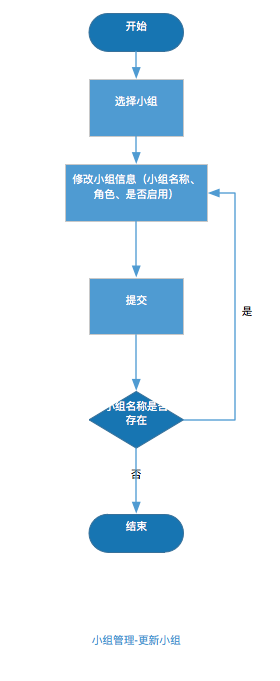 开始
选择小组
修改小组信息（小组名称、
角色、是否启用）
提交
是
小组名称是否
存在
否
结束
小组管理-更新小组